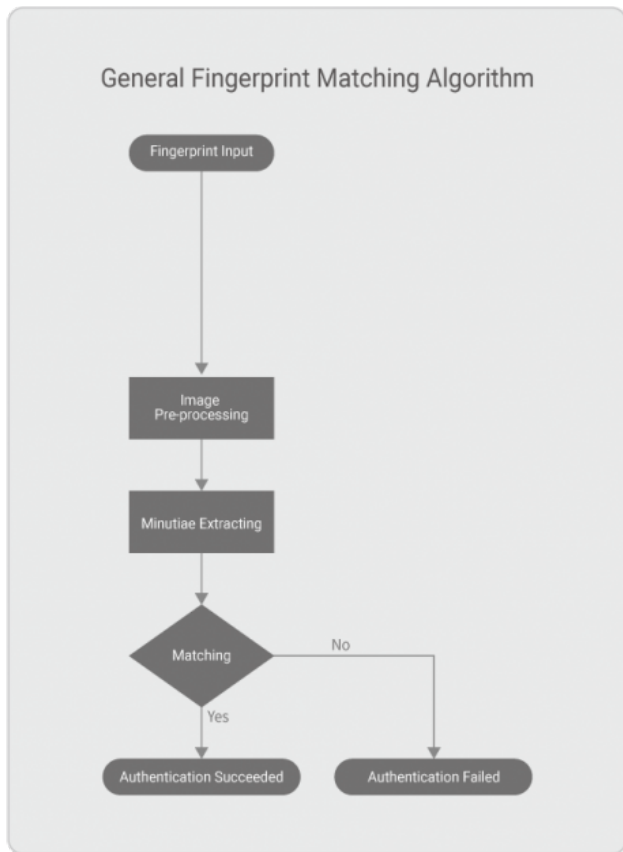 General Fingerprint Matching Algorithm
Fingerprint Input
Image
Pre-processing
Minutiae Extracting
Matching
No
Yes
Authentication Succeeded
Authentication Failed